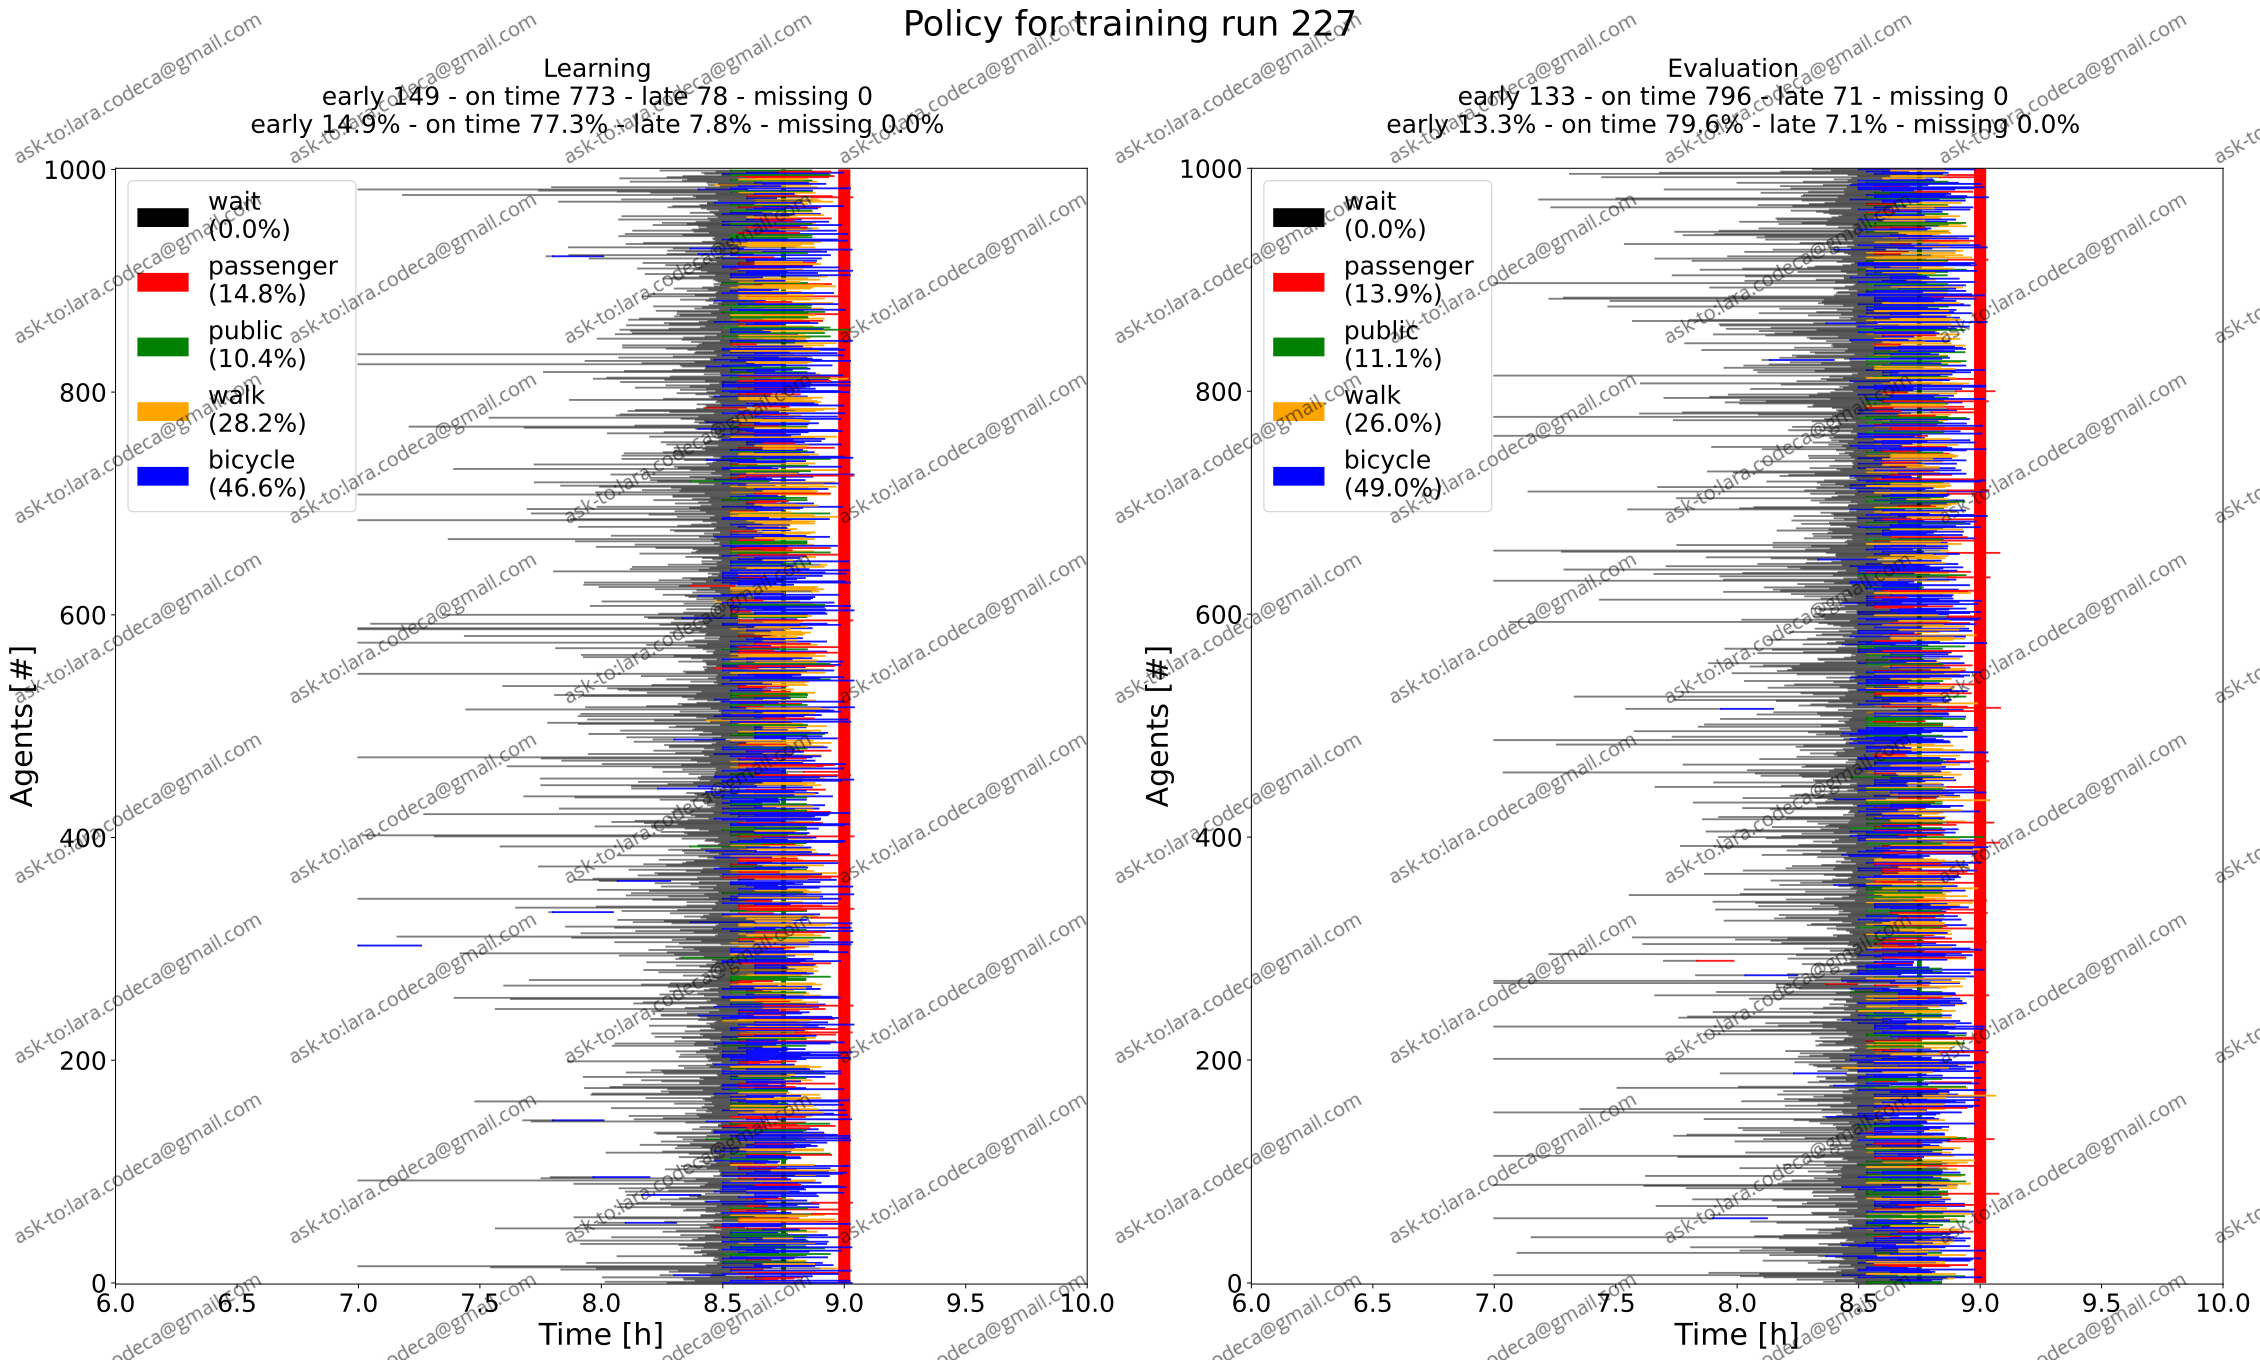 Policy for training run 227
Learning
early 149 - on time 773 - late 78 - missing 0
early 14.9% - on time 77.3% - late 7.8% - missing 0.0%
Evaluation
early 133 - on time 796 - late 71 - missing 0
early 13.3% - on time 79.6% - late 7.1% - missing 0.0%
Agents [#]
1000
800
600
400
200
0
wait
(0.0%)
passenger
(14.8%)
public
(10.4%)
walk
(28.2%)
bicycle
(46.6%)
6.0 6.5 7.0 7.5 8.0 8.5 9.0 9.5 10.0
Time [h]
Agents [#]
1000
800
600
400
200
0
wait
(0.0%)
passenger
(13.9%)
public
(11.1%)
walk
(26.0%)
bicycle
(49.0%)
6.0 6.5 7.0 7.5 8.0 8.5 9.0 9.5 10.0
Time [h]
ask-to:lara.codeca@gmail.com